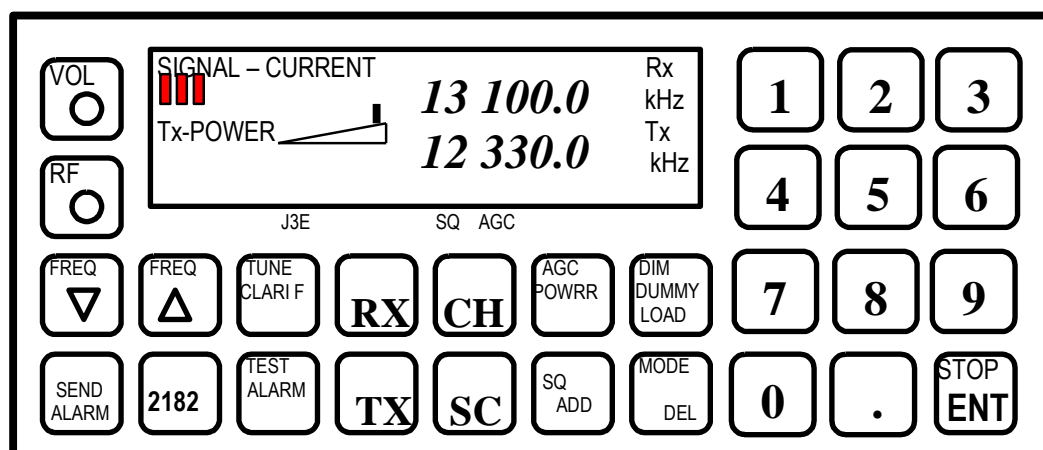 VOL
SIGNAL – CURRENT
13 100.0
Rx
kHz
Tx-POWER
12 330.0
Tx
kHz
1
2
3
RF
4
5
6
J3E
SQ AGC
FREQ
FREQ
TUNE
CLARI F
RX
CH
AGC
POWRR
DIM
DUMMY
LOAD
7
8
9
SEND
ALARM
2182
TEST
ALARM
TX
SC
SQ
ADD
MODE
DEL
0
.
STOP
ENT